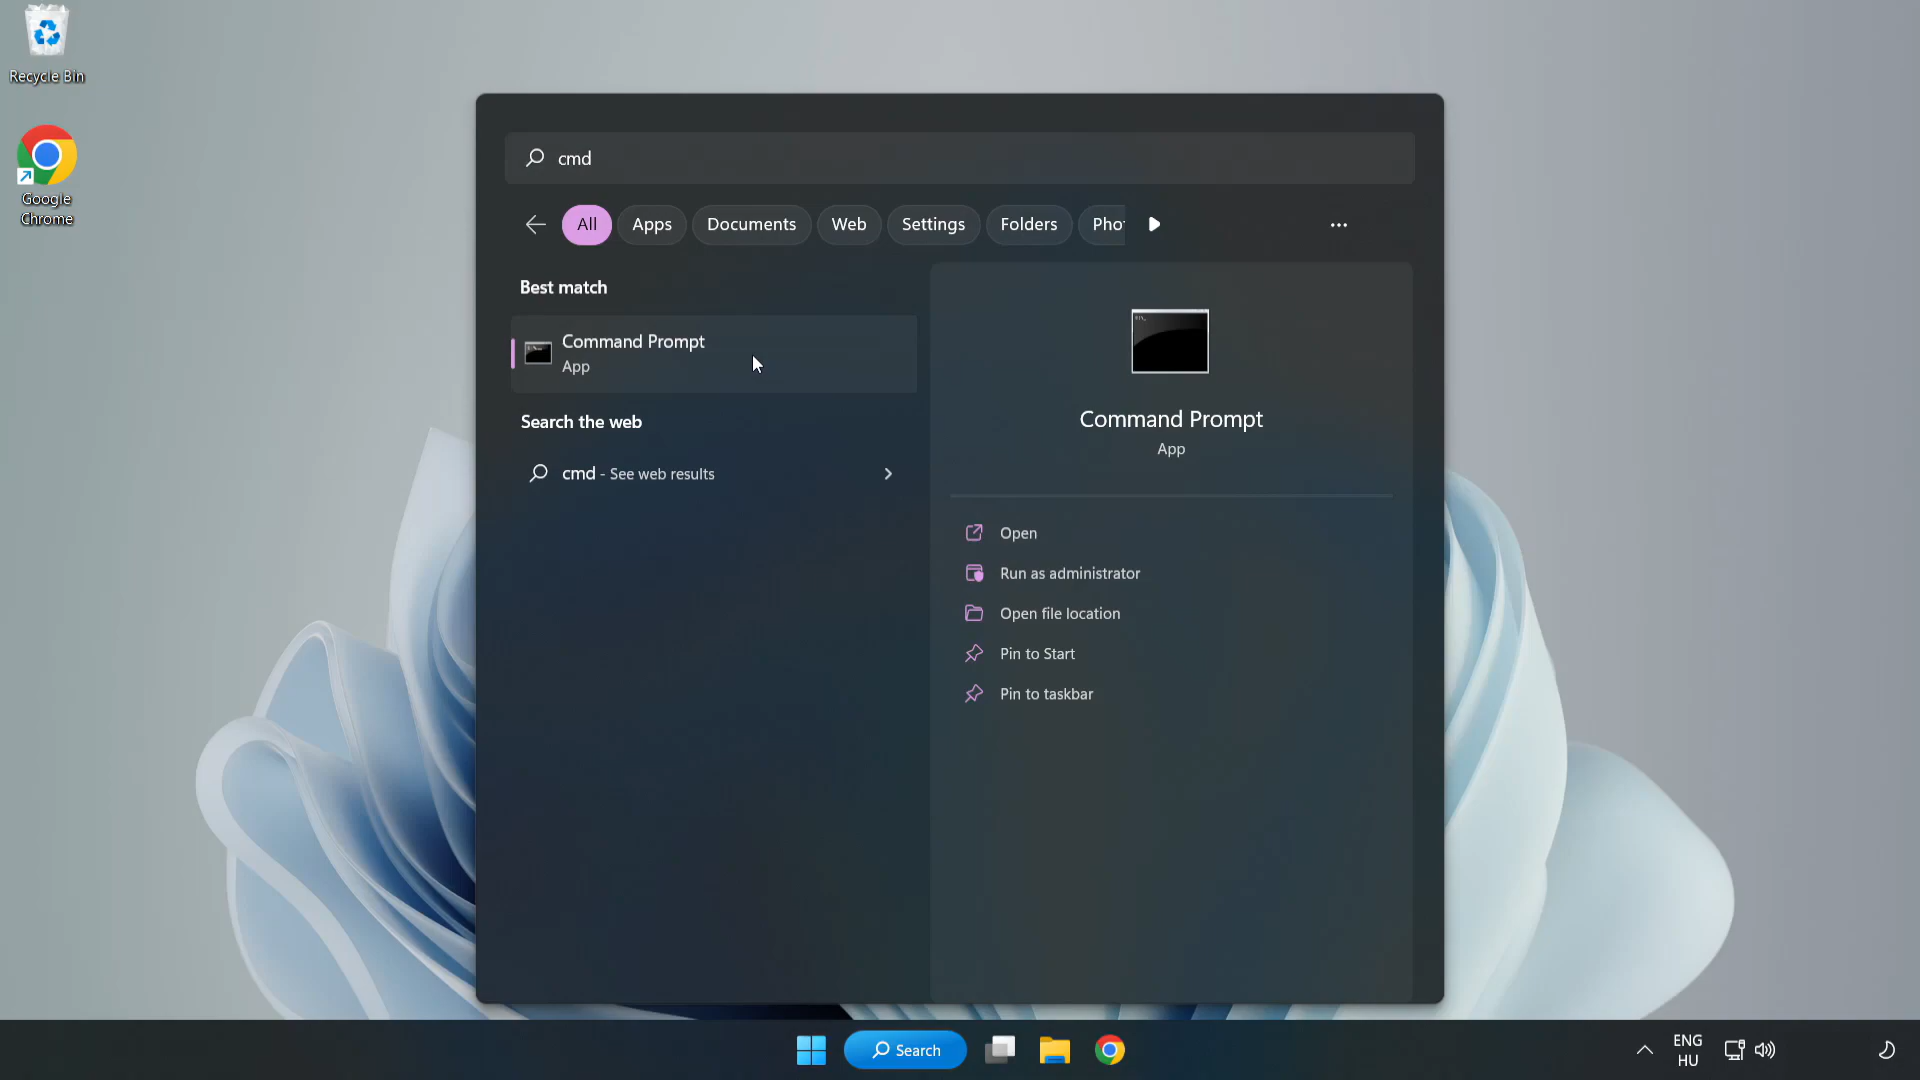 Recycle Bin
Google
Chrome
cmd
All
Apps
Documents
Web
Settings
Folders
Best match
Command Prompt
App
Search the web
cmd - See web results
Command Prompt
App
Open
Run as administrator
Open file location
Pin to Start
Pin to taskbar
Search
ENG
HU